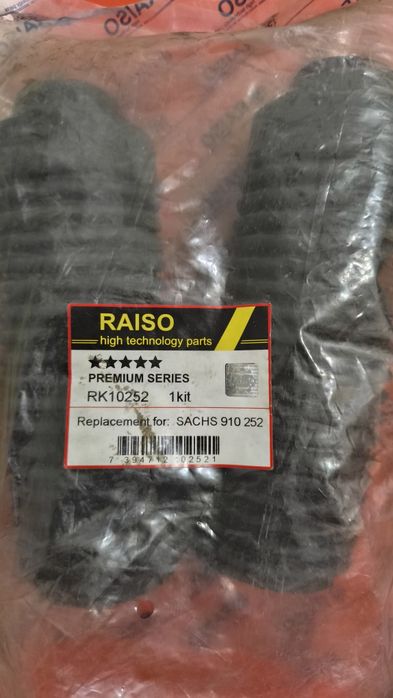 RAISO
high technology parts
★★★★★
PREMIUM SERIES
RK10252 1kit
Replacement for: SACHS 910 252
7 394712 102521